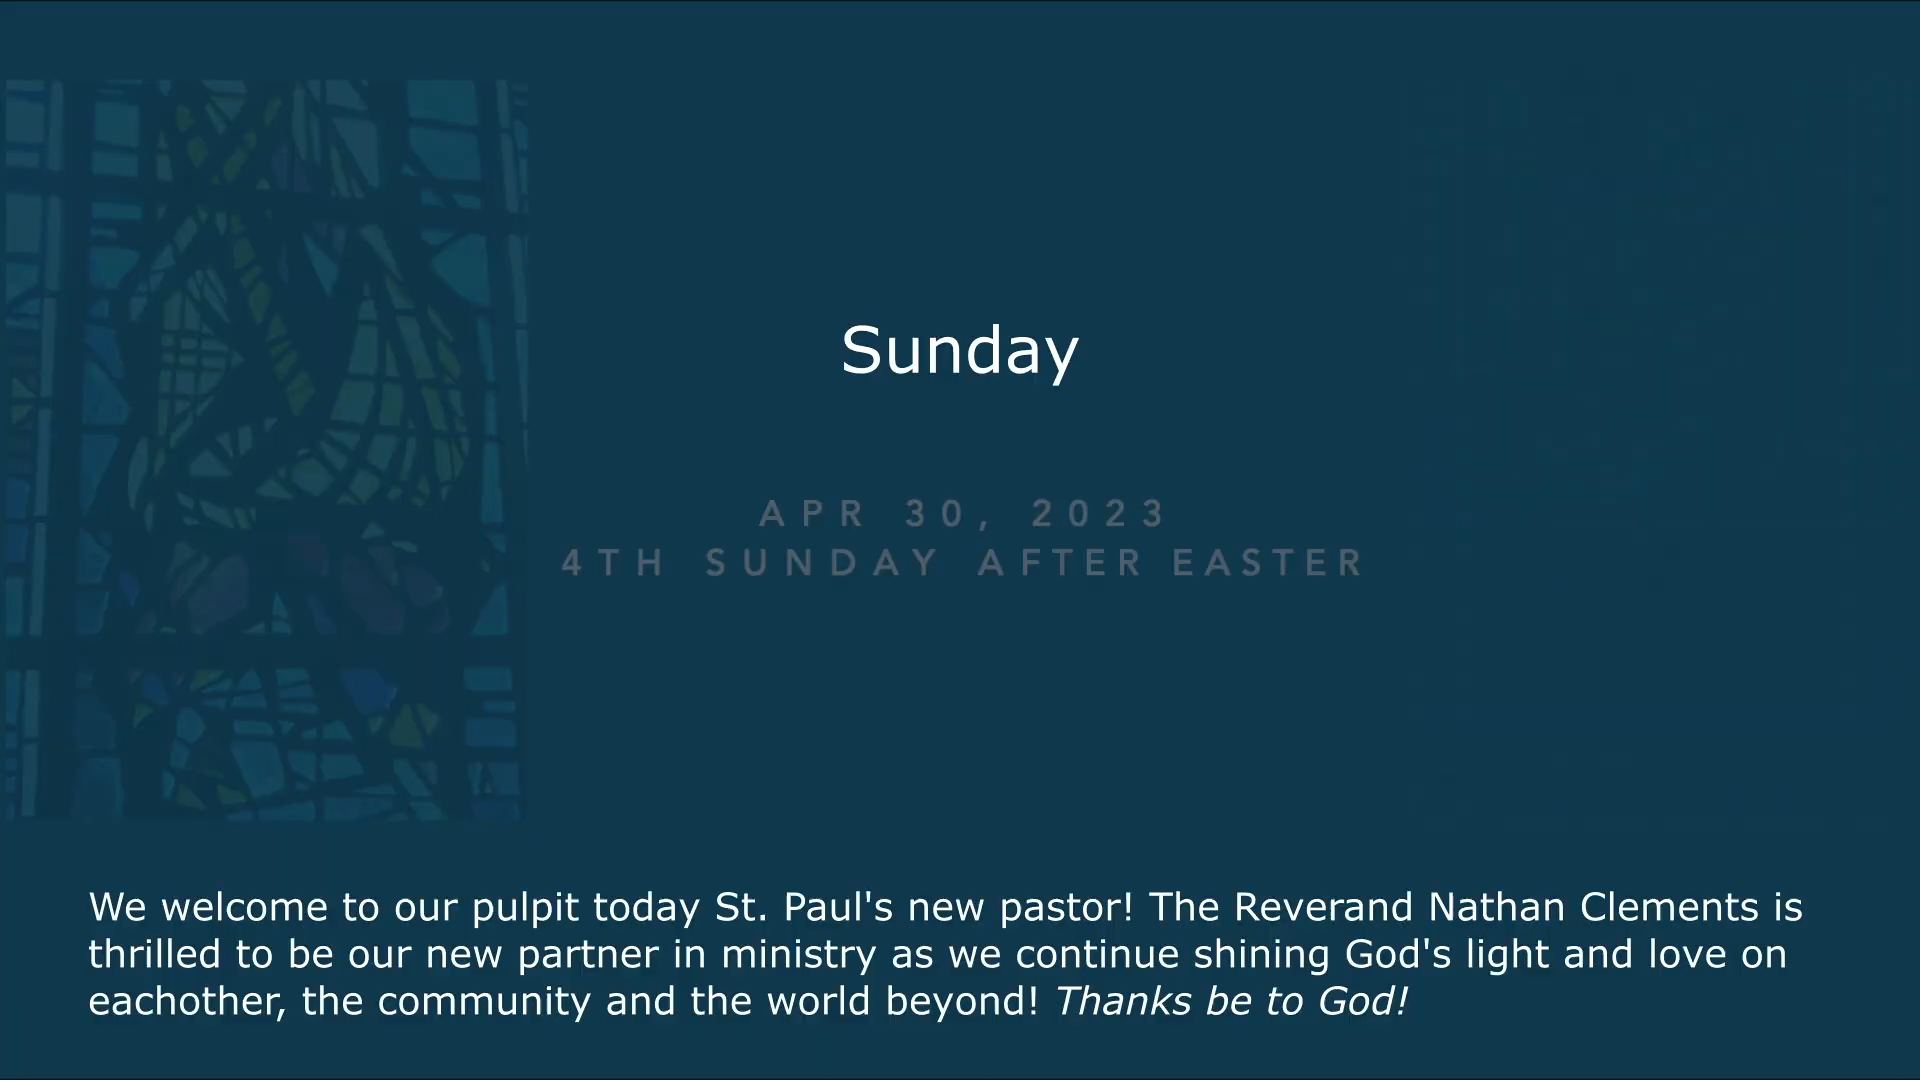 Sunday
APR 30, 2023
4TH SUNDAY AFTER EASTER
We welcome to our pulpit today St. Paul's new pastor! The Reverand Nathan Clements is
thrilled to be our new partner in ministry as we continue shining God's light and love on
eachother, the community and the world beyond! Thanks be to God!